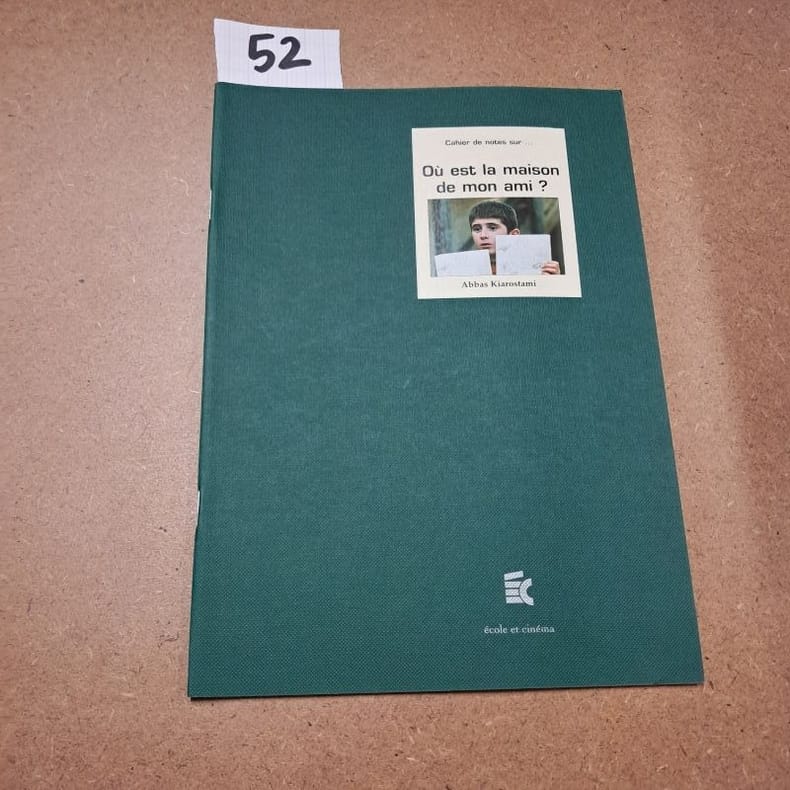 52
Cahier de notes sur ...
Où est la maison
de mon ami ?
Abbas Kiarostami
école et cinéma